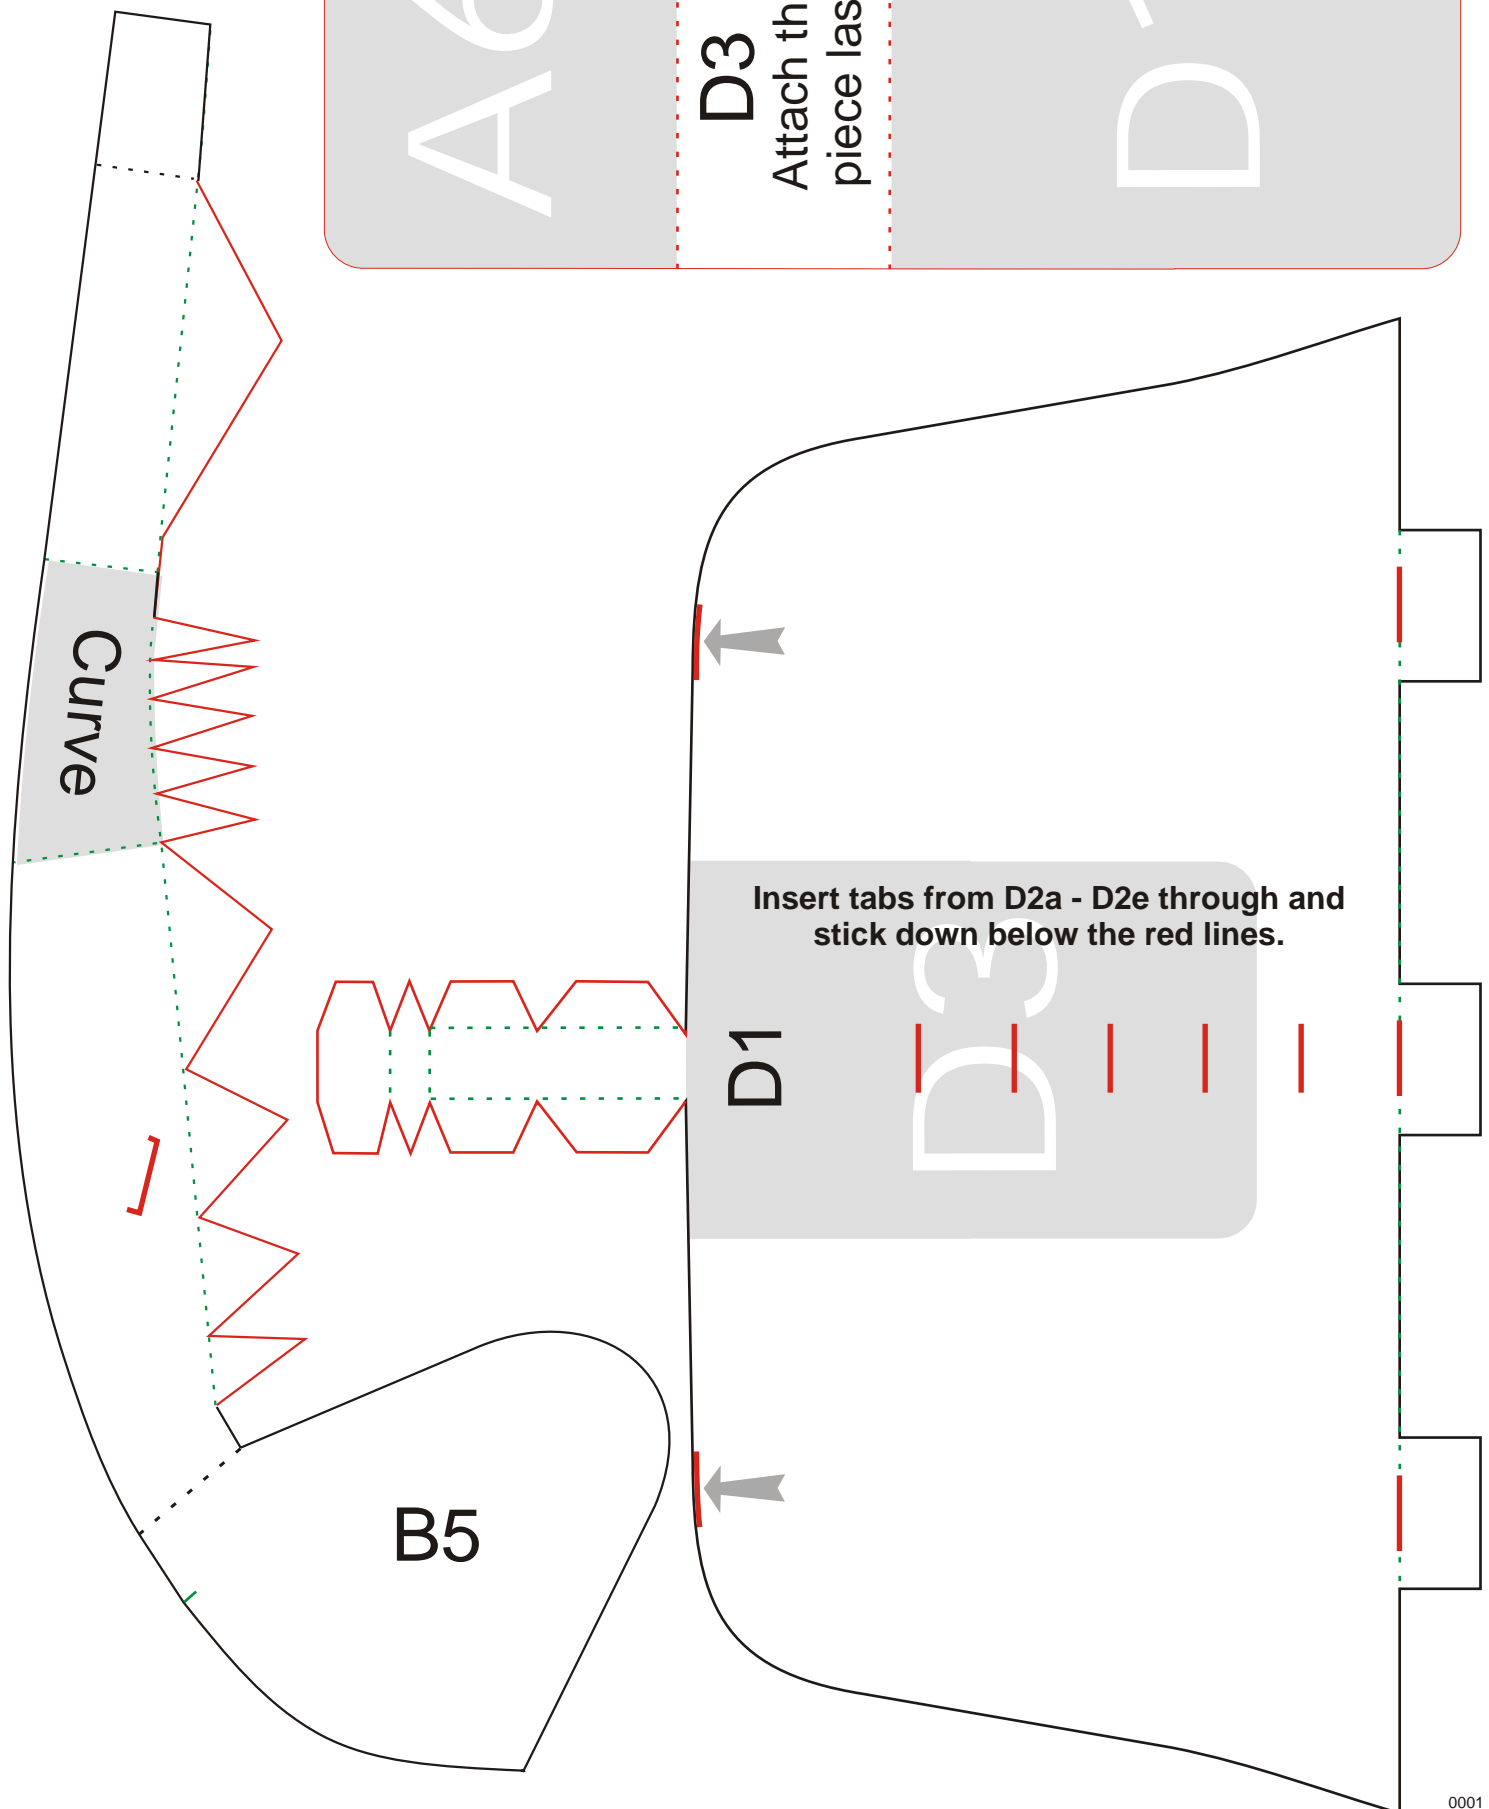 A6
D3
Attach th
piece las
D
Curve
Insert tabs from D2a - D2e through and
stick down below the red lines.
D3
D1
B5
0001